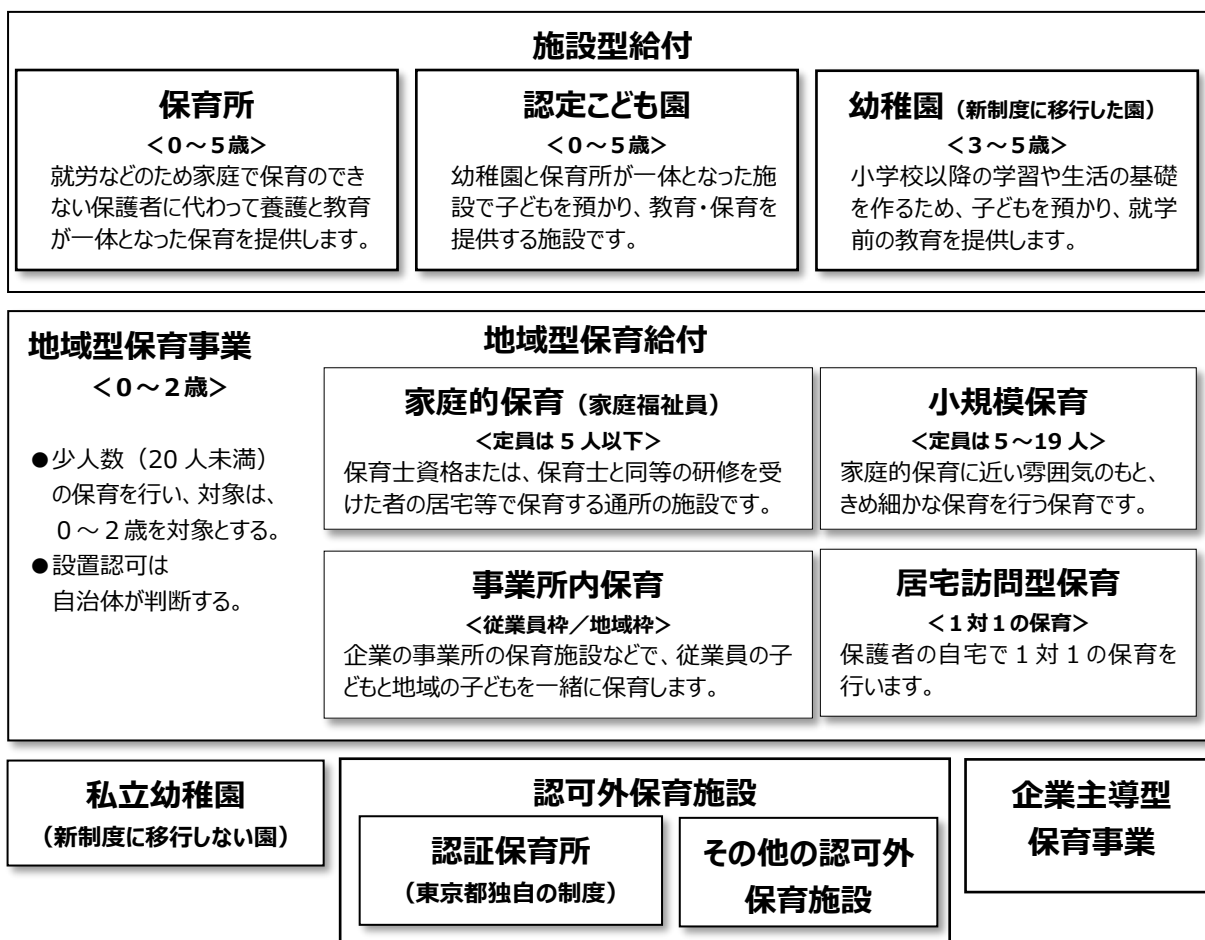 施設型給付
保育所
<0~5歳>
就労などのため家庭で保育のでき
ない保護者に代わって養護と教育
が一体となった保育を提供します。
認定こども園
<0~5歳>
幼稚園と保育所が一体となった施
設で子どもを預かり、教育・保育を
提供する施設です。
幼稚園(新制度に移行した園)
<3~5歳>
小学校以降の学習や生活の基礎
を作るため、子どもを預かり、就学
前の教育を提供します。
地域型保育事業
<0~2歳>
●少人数(20人未満)
の保育を行い、対象は、
0~2歳を対象とする。
●設置認可は
自治体が判断する。
地域型保育給付
家庭的保育(家庭福祉員)
<定員は5人以下>
保育士資格または、保育士と同等の研修を受
けた者の居宅等で保育する通所の施設です。
小規模保育
<定員は5~19人>
家庭的保育に近い雰囲気のもと、
きめ細かな保育を行う保育です。
事業所内保育
<従業員枠/地域枠>
企業の事業所の保育施設などで、従業員の子
どもと地域の子どもを一緒に保育します。
居宅訪問型保育
<1対1の保育>
保護者の自宅で1対1の保育を
行います。
私立幼稚園
(新制度に移行しない園)
認可外保育施設
認証保育所
(東京都独自の制度)
その他の認可外
保育施設
企業主導型
保育事業